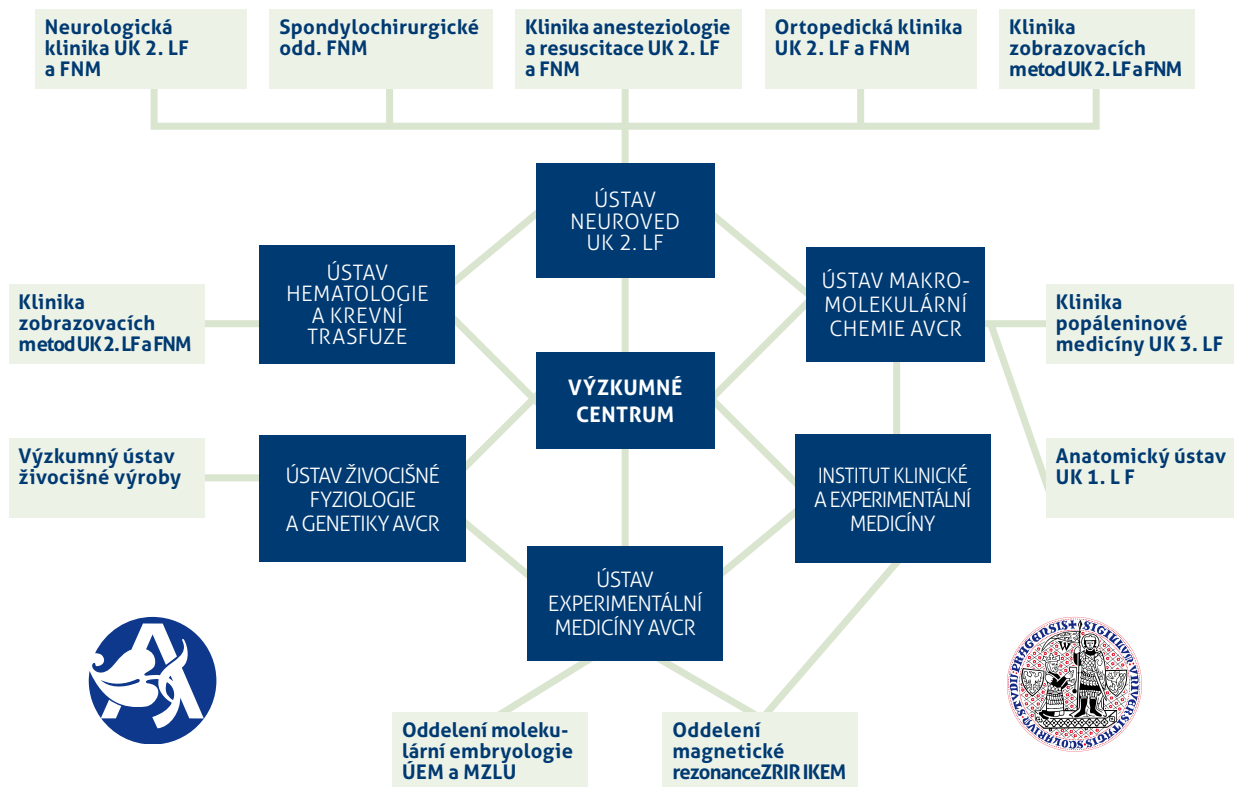 Neurologická
klinika UK 2. LF
a FNM
Spondylochirurgické
odd. FNM
Klinika anesteziologie
a resuscitace UK 2. LF
a FNM
Ortopedická klinika
UK 2. LF a FNM
Klinika
zobrazovacích
metod UK 2. LF a FNM
ÚSTAV
NEUROVED
UK 2. LF
ÚSTAV
HEMATOLOGIE
A KREVNÍ
TRASFUZE
ÚSTAV MAKRO-
MOLEKULÁRNÍ
CHEMIE AVCR
Klinika
zobrazovacích
metod UK 2. LF a FNM
Klinika
popáleninové
medicíny UK 3. LF
VÝZKUMNÉ
CENTRUM
Výzkumný ústav
živocišné výroby
ÚSTAV ŽIVOCIŠNÉ
FYZIOLOGIE
A GENETIKY AVCR
INSTITUT KLINICKÉ
A EXPERIMENTÁLNÍ
MEDICÍNY
Anatomický ústav
UK 1. L F
ÚSTAV
EXPERIMENTÁLNÍ
MEDICÍNY AVCR
Oddelení moleku-
lární embryologie
ÚEM a MZLU
Oddelení
magnetické
rezonance ZRIR IKEM